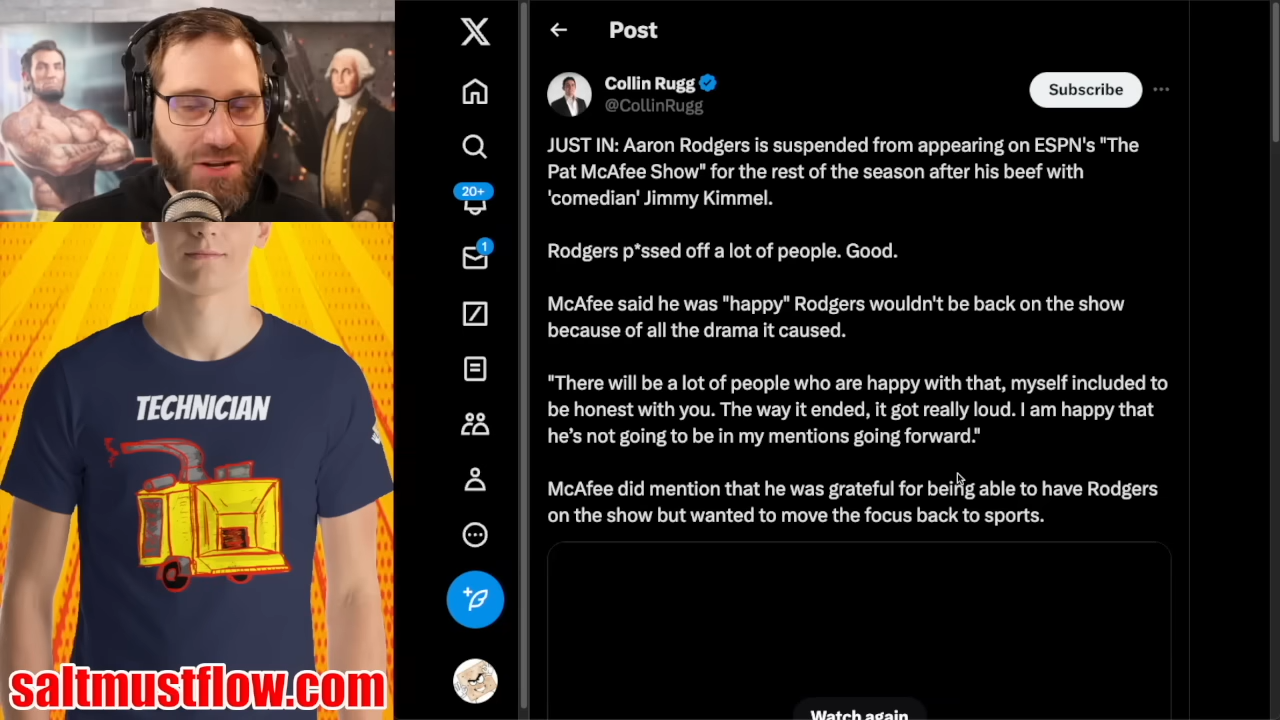 Post
Collin Rugg
@CollinRugg
Subscribe
JUST IN: Aaron Rodgers is suspended from appearing on ESPN's "The
Pat McAfee Show" for the rest of the season after his beef with
'comedian' Jimmy Kimmel.
Rodgers p*ssed off a lot of people. Good.
McAfee said he was "happy" Rodgers wouldn't be back on the show
because of all the drama it caused.
"There will be a lot of people who are happy with that, myself included to
be honest with you. The way it ended, it got really loud. I am happy that
he's not going to be in my mentions going forward."
McAfee did mention that he was grateful for being able to have Rodgers
on the show but wanted to move the focus back to sports.
Watch again
20+
1
TECHNICIAN
saltmustflow.com